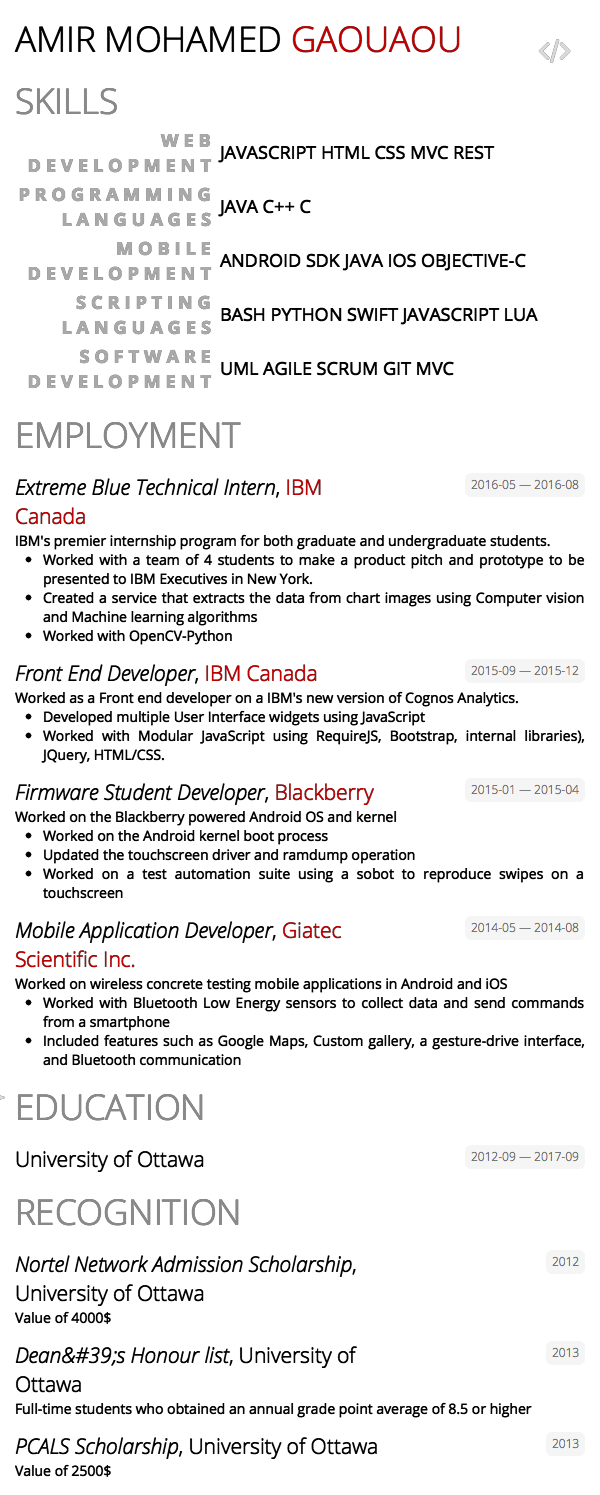 AMIR MOHAMED GAOUAOU </>
SKILLS
WEB
DEVELOPMENT
JAVASCRIPT HTML CSS MVC REST
PROGRAMMING
LANGUAGES
JAVA C++ C
MOBILE
DEVELOPMENT
ANDROID SDK JAVA IOS OBJECTIVE-C
SCRIPTING
LANGUAGES
BASH PYTHON SWIFT JAVASCRIPT LUA
SOFTWARE
DEVELOPMENT
UML AGILE SCRUM GIT MVC
EMPLOYMENT
Extreme Blue Technical Intern, IBM
Canada
2016-05 — 2016-08
IBM's premier internship program for both graduate and undergraduate students.
• Worked with a team of 4 students to make a product pitch and prototype to be
presented to IBM Executives in New York.
• Created a service that extracts the data from chart images using Computer vision
and Machine learning algorithms
• Worked with OpenCV-Python
Front End Developer, IBM Canada
2015-09 — 2015-12
Worked as a Front end developer on a IBM's new version of Cognos Analytics.
• Developed multiple User Interface widgets using JavaScript
• Worked with Modular JavaScript using RequireJS, Bootstrap, internal libraries),
JQuery, HTML/CSS.
Firmware Student Developer, Blackberry
2015-01 — 2015-04
Worked on the Blackberry powered Android OS and kernel
• Worked on the Android kernel boot process
• Updated the touchscreen driver and ramdump operation
• Worked on a test automation suite using a sobot to reproduce swipes on a
touchscreen
Mobile Application Developer, Giatec
Scientific Inc.
2014-05 — 2014-08
Worked on wireless concrete testing mobile applications in Android and iOS
• Worked with Bluetooth Low Energy sensors to collect data and send commands
from a smartphone
• Included features such as Google Maps, Custom gallery, a gesture-drive interface,
and Bluetooth communication
EDUCATION
University of Ottawa
2012-09 — 2017-09
RECOGNITION
Nortel Network Admission Scholarship,
University of Ottawa
2012
Value of 4000$
Dean&#39;s Honour list, University of
Ottawa
2013
Full-time students who obtained an annual grade point average of 8.5 or higher
PCALS Scholarship, University of Ottawa
2013
Value of 2500$